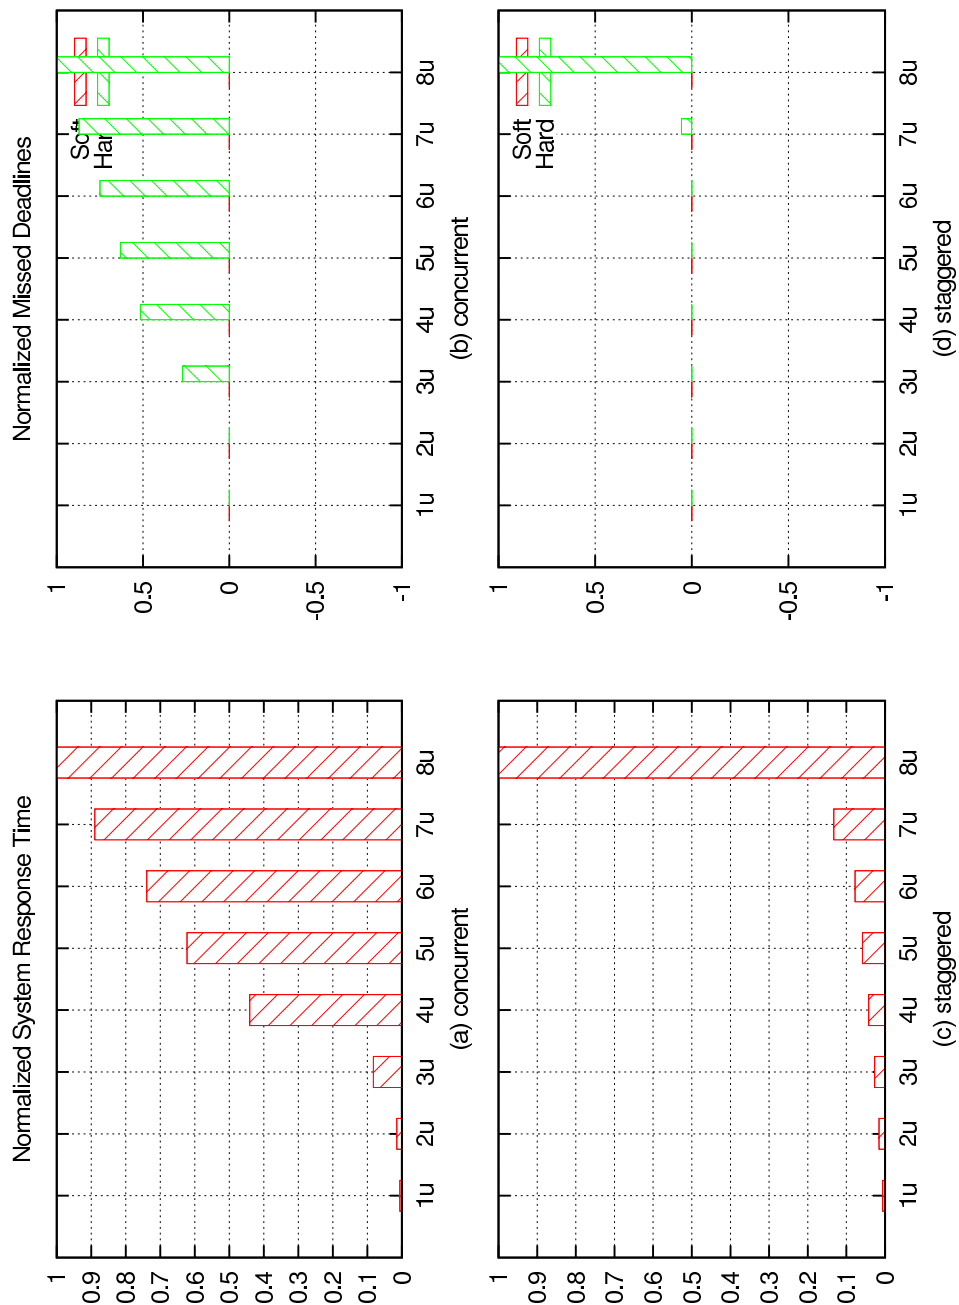 Normalized System Response Time
1
0.9
0.8
0.7
0.6
0.5
0.4
0.3
0.2
0.1
0
1u 2u 3u 4u 5u 6u 7u 8u
(a) concurrent
Normalized Missed Deadlines
1
0.5
0
-0.5
-1
Soft
Har
1u 2u 3u 4u 5u 6u 7u 8u
(b) concurrent
1
0.9
0.8
0.7
0.6
0.5
0.4
0.3
0.2
0.1
0
1u 2u 3u 4u 5u 6u 7u 8u
(c) staggered
1
0.5
0
-0.5
-1
Soft
Hard
1u 2u 3u 4u 5u 6u 7u 8u
(d) staggered